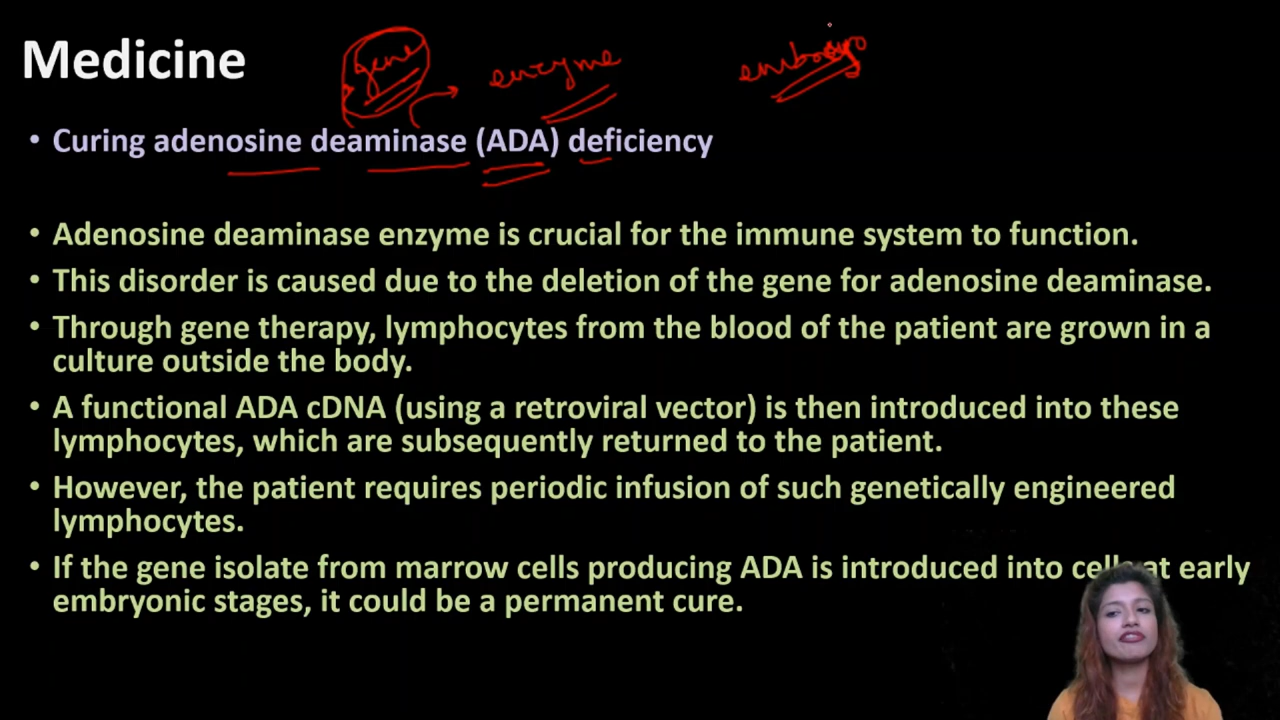 Medicine
gene
enzyme
embryo
• Curing adenosine deaminase (ADA) deficiency
• Adenosine deaminase enzyme is crucial for the immune system to function.
• This disorder is caused due to the deletion of the gene for adenosine deaminase.
• Through gene therapy, lymphocytes from the blood of the patient are grown in a
culture outside the body.
• A functional ADA cDNA (using a retroviral vector) is then introduced into these
lymphocytes, which are subsequently returned to the patient.
• However, the patient requires periodic infusion of such genetically engineered
lymphocytes.
• If the gene isolate from marrow cells producing ADA is introduced into cells at early
embryonic stages, it could be a permanent cure.